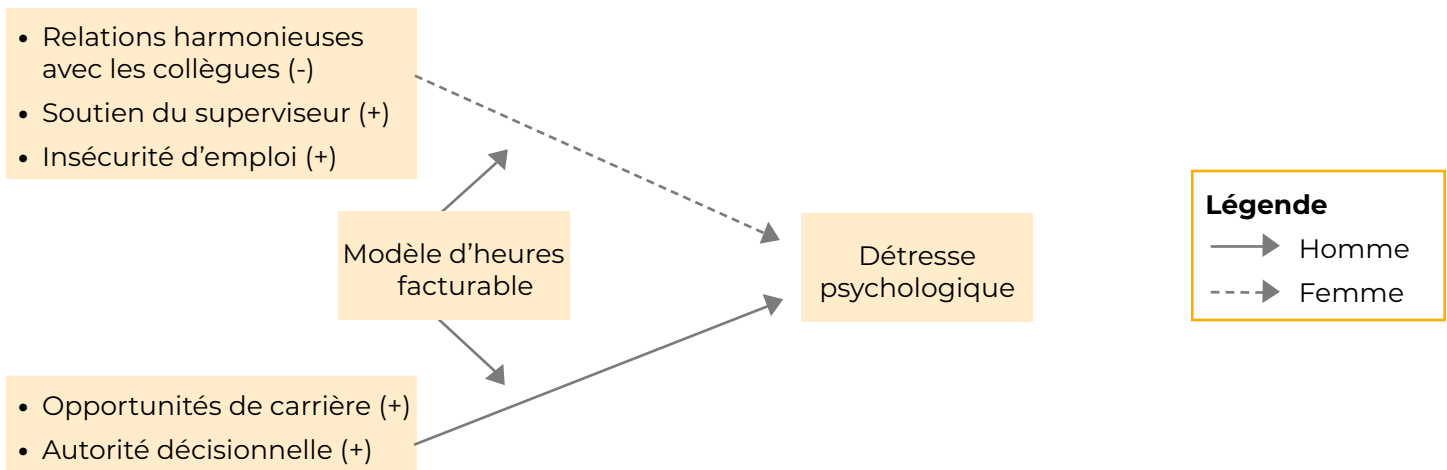 • Relations harmonieuses
avec les collègues (-)
• Soutien du superviseur (+)
• Insécurité d’emploi (+)
Modèle d’heures
facturable
Détresse
psychologique
Légende
Homme
Femme
• Opportunités de carrière (+)
• Autorité décisionnelle (+)